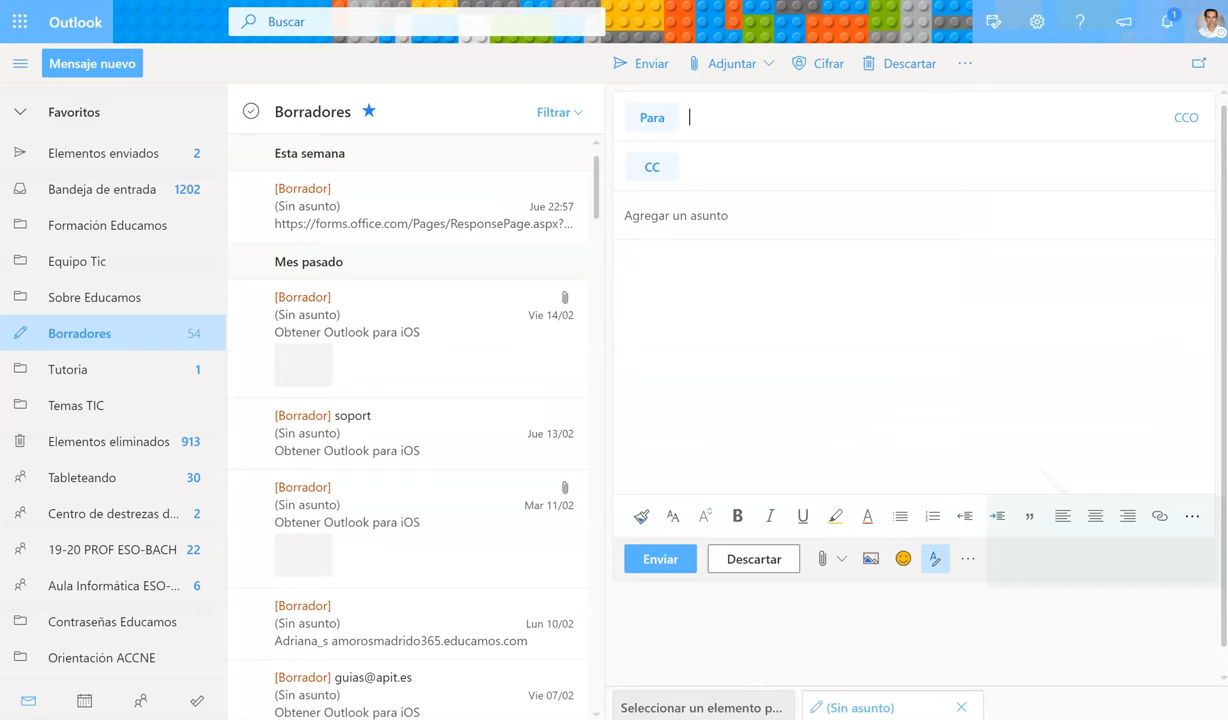 Outlook
Buscar
1
Mensaje nuevo
Enviar
Adjuntar
Cifrar
Descartar
Favoritos
Elementos enviados 2
Bandeja de entrada 1202
Formación Educamos
Equipo Tic
Sobre Educamos
Borradores 54
Tutoria 1
Temas TIC
Elementos eliminados 913
Tableteando 30
Centro de destrezas d... 2
19-20 PROF ESO-BACH 22
Aula Informática ESO-... 6
Contraseñas Educamos
Orientación ACCNE
Borradores
Filtrar
Esta semana
[Borrador]
(Sin asunto) Jue 22:57
https://forms.office.com/Pages/ResponsePage.aspx?...
Mes pasado
[Borrador]
(Sin asunto) Vie 14/02
Obtener Outlook para iOS
[Borrador] soport
(Sin asunto) Jue 13/02
Obtener Outlook para iOS
[Borrador]
(Sin asunto) Mar 11/02
Obtener Outlook para iOS
[Borrador]
(Sin asunto) Lun 10/02
Adriana_s amorosmadrido365.educamos.com
[Borrador] guias@apit.es
(Sin asunto) Vie 07/02
Obtener Outlook para iOS
Para
CCO
CC
Agregar un asunto
Enviar
Descartar
Seleccionar un elemento p...
(Sin asunto)